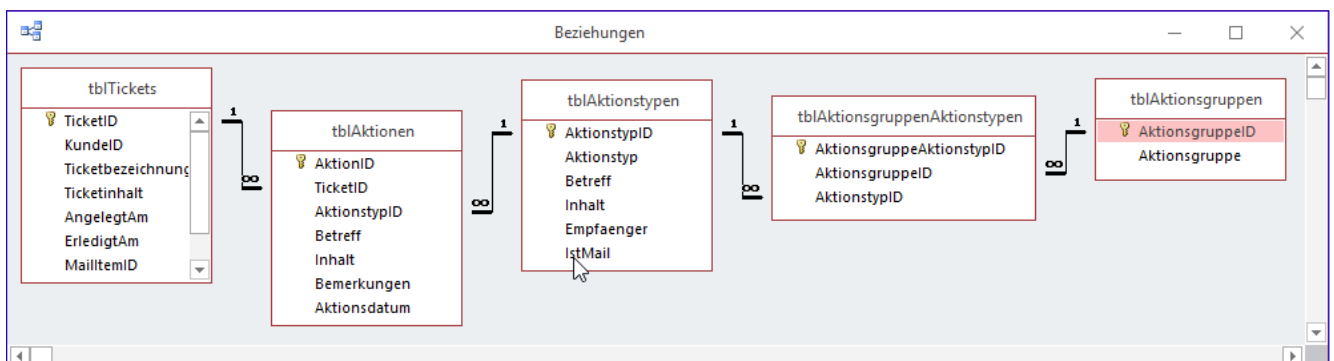 Beziehungen
tblTickets
TicketID
KundeID
Ticketbezeichnung
Ticketinhalt
AngelegtAm
ErledigtAm
MailItemID
1
∞
tblAktionen
AktionID
TicketID
AktionstypID
Betreff
Inhalt
Bemerkungen
Aktionsdatum
1
∞
tblAktionstypen
AktionstypID
Aktionstyp
Betreff
Inhalt
Empfaenger
IstMail
1
∞
tblAktionsgruppenAktionstypen
AktionsgruppeAktionstypID
AktionsgruppeID
AktionstypID
1
∞
tblAktionsgruppen
AktionsgruppeID
Aktionsgruppe